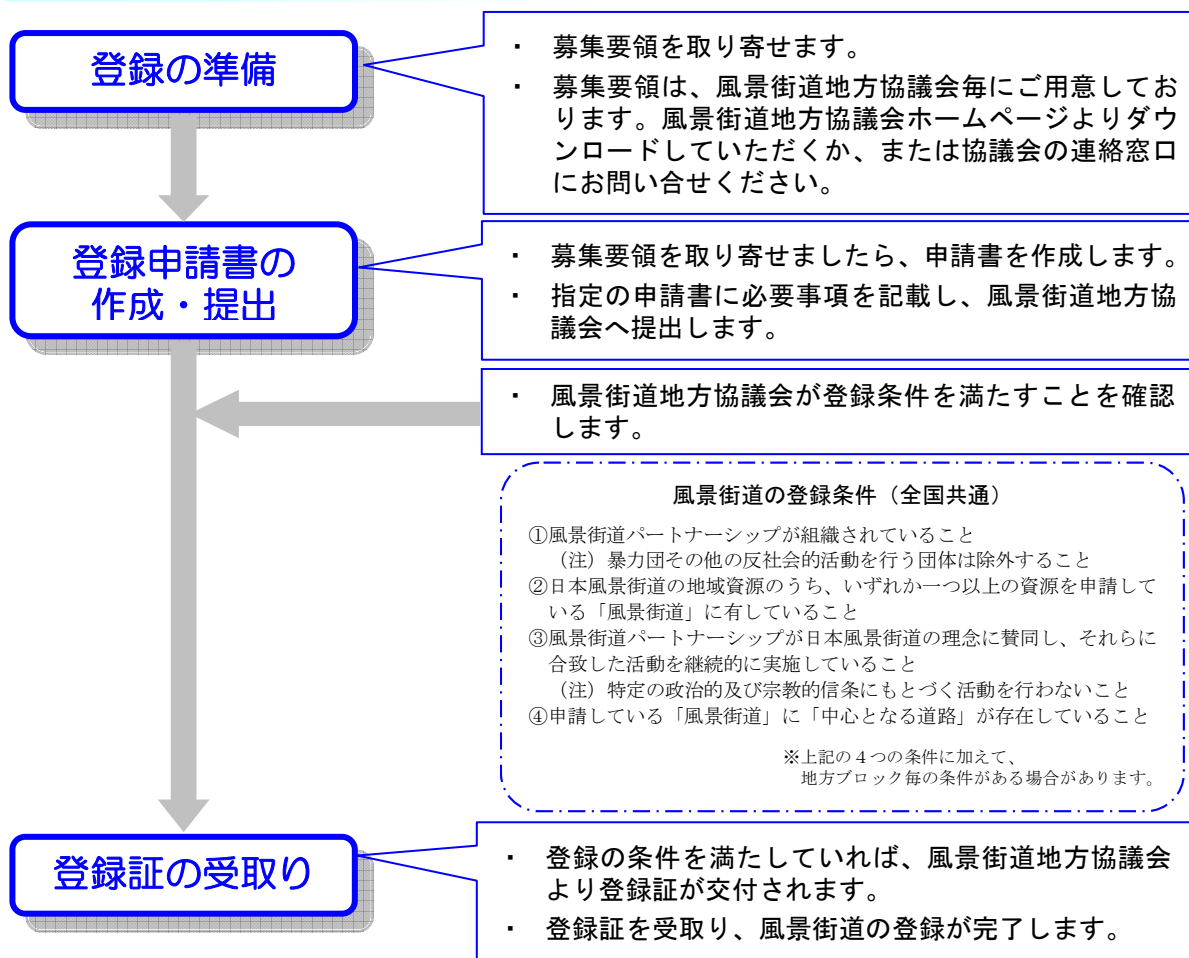 登録の準備
・ 募集要領を取り寄せます。
・ 募集要領は、風景街道地方協議会毎にご用意してお
ります。風景街道地方協議会ホームページよりダウ
ンロードしていただくか、または協議会の連絡窓口
にお問い合せください。
登録申請書の
作成・提出
・ 募集要領を取り寄せましたら、申請書を作成します。
・ 指定の申請書に必要事項を記載し、風景街道地方協
議会へ提出します。
・ 風景街道地方協議会が登録条件を満たすことを確認
します。
風景街道の登録条件（全国共通）
①風景街道パートナーシップが組織されていること
（注）暴力団その他の反社会的活動を行う団体は除外すること
②日本風景街道の地域資源のうち、いずれか一つ以上の資源を申請して
いる「風景街道」に有していること
③風景街道パートナーシップが日本風景街道の理念に賛同し、それらに
合致した活動を継続的に実施していること
（注）特定の政治的及び宗教的信条にもとづく活動を行わないこと
④申請している「風景街道」に「中心となる道路」が存在していること
※上記の４つの条件に加えて、
地方ブロック毎の条件がある場合があります。
登録証の受取り
・ 登録の条件を満たしていれば、風景街道地方協議会
より登録証が交付されます。
・ 登録証を受取り、風景街道の登録が完了します。